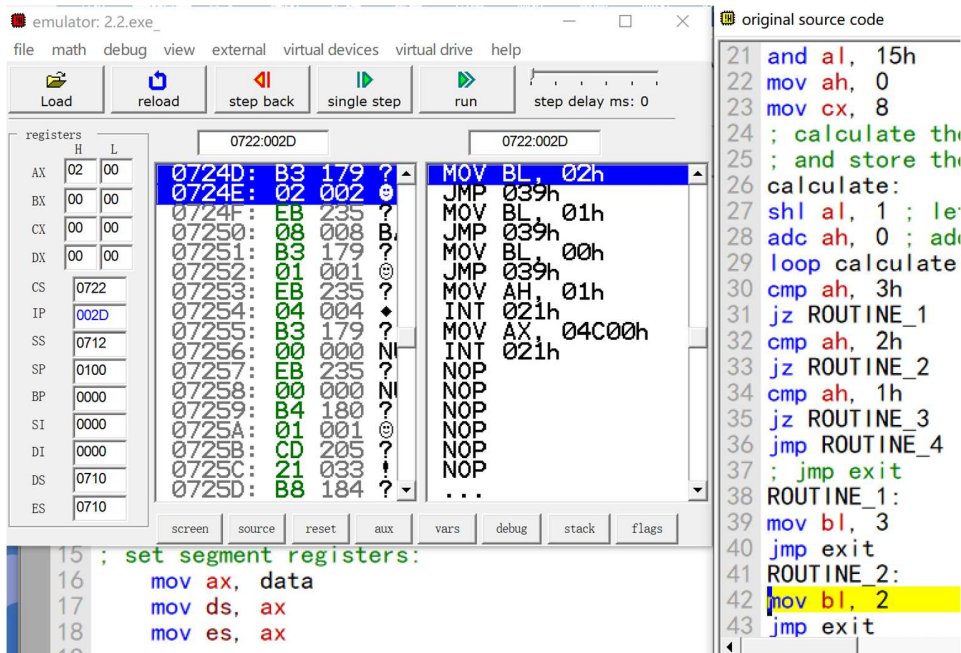 emulator: 2.2.exe_
file math debug view external virtual devices virtual drive help
Load reload step back single step run step delay ms: 0
registers
H L
AX 02 00
BX 00 00
CX 00 00
DX 00 00
CS 0722
IP 002D
SS 0712
SP 0100
BP 0000
SI 0000
DI 0000
DS 0710
ES 0710
0722:002D
0724D: B3 179 ?
0724E: 02 002 ☻
0724F: EB 235 ?
07250: 08 008
07251: B3 179 ?
07252: 01 001 ☺
07253: EB 235 ?
07254: 04 004 ♦
07255: B3 179 ?
07256: 00 000
07257: EB 235 ?
07258: 00 000
07259: B4 180 ?
0725A: 01 001 ☺
0725B: CD 205 ?
0725C: 21 033 !
0725D: B8 184 ?
0722:002D
MOV BL, 02h
JMP 039h
MOV BL, 01h
JMP 039h
MOV BL, 00h
JMP 039h
MOV AH, 01h
INT 021h
MOV AX, 04C00h
INT 021h
NOP
NOP
NOP
NOP
NOP
NOP
...
screen source reset aux vars debug stack flags
15 ; set segment registers:
16 mov ax, data
17 mov ds, ax
18 mov es, ax
original source code
21 and al, 15h
22 mov ah, 0
23 mov cx, 8
24 ; calculate the
25 ; and store the
26 calculate:
27 shl al, 1 ; le
28 adc ah, 0 ; add
29 loop calculate
30 cmp ah, 3h
31 jz ROUTINE_1
32 cmp ah, 2h
33 jz ROUTINE_2
34 cmp ah, 1h
35 jz ROUTINE_3
36 jmp ROUTINE_4
37 ; jmp exit
38 ROUTINE_1:
39 mov bl, 3
40 jmp exit
41 ROUTINE_2:
42 mov bl, 2
43 jmp exit